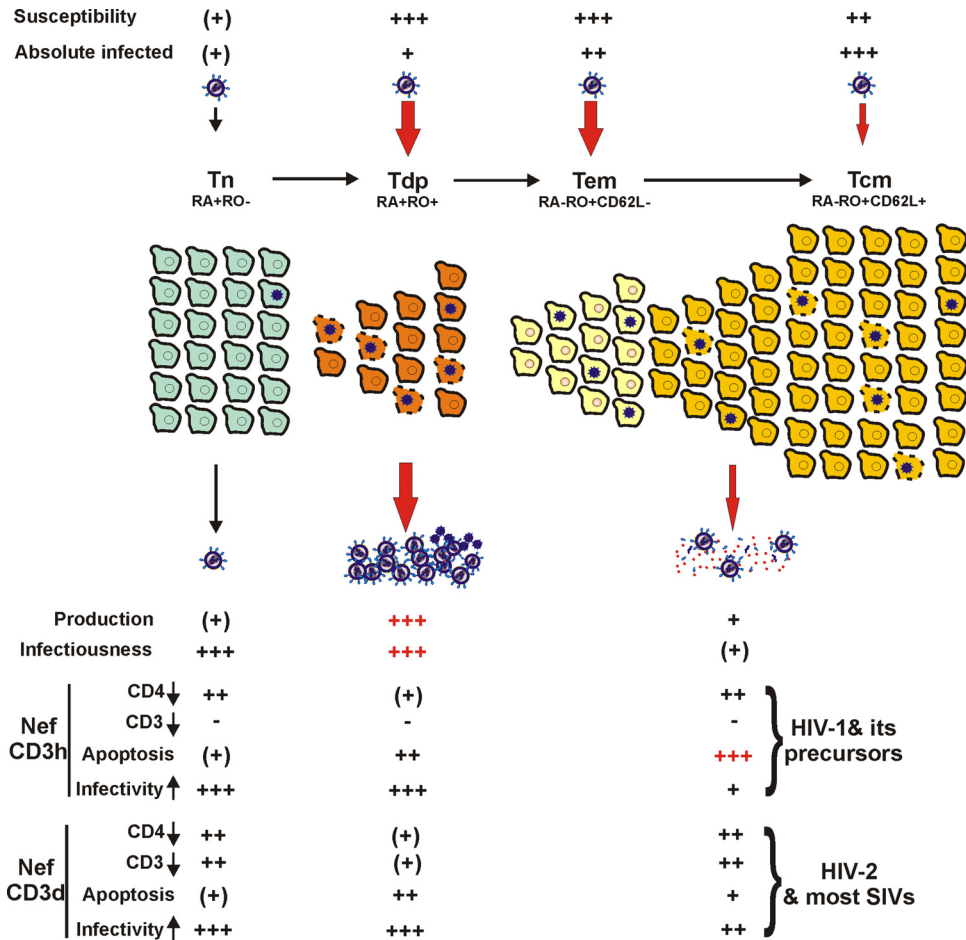 Susceptibility (+) +++ +++ ++
Absolute infected (+) + ++ +++
Tn Tdp Tem Tcm
RA+RO- RA+RO+ RA-RO+CD62L- RA-RO+CD62L+
Production (+) +++ +
Infectiousness +++ +++ (+)
Nef
CD3h
CD4 ++ (+) ++
CD3 - - -
Apoptosis (+) ++ +++
Infectivity +++ +++ +
HIV-1& its
precursors
Nef
CD3d
CD4 ++ (+) ++
CD3 ++ (+) ++
Apoptosis (+) ++ +
Infectivity +++ +++ ++
HIV-2
& most SIVs